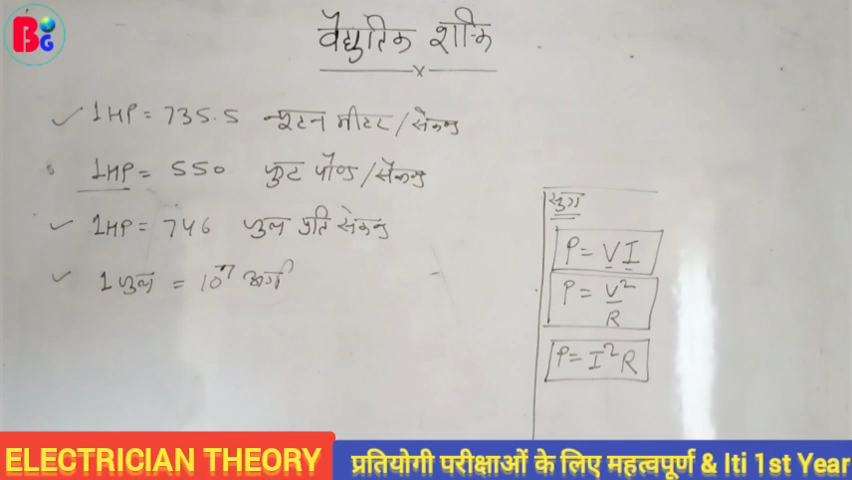 BG
वैद्युतिक शक्ति
1HP = 735.5 न्यूटन मीटर/सेकण्ड
1HP = 550 फुट पौण्ड/सेकण्ड
1HP = 746 जूल प्रति सेकण्ड
1 जूल = 10⁷ अर्ग
सूत्र
P = VI
P = V²/R
P = I²R
ELECTRICIAN THEORY
प्रतियोगी परीक्षाओं के लिए महत्वपूर्ण & Iti 1st Year